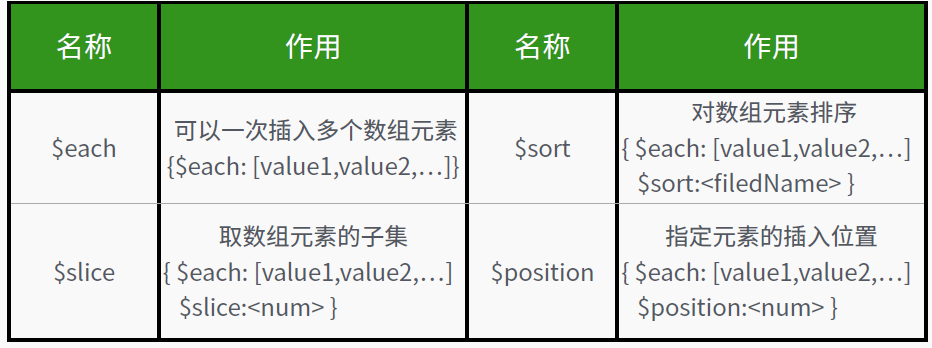 名称
作用
名称
作用
$each
可以一次插入多个数组元素
{$each: [value1,value2,…]}
$sort
对数组元素排序
{ $each: [value1,value2,…]
$sort:<filedName> }
$slice
取数组元素的子集
{ $each: [value1,value2,…]
$slice:<num> }
$position
指定元素的插入位置
{ $each: [value1,value2,…]
$position:<num> }